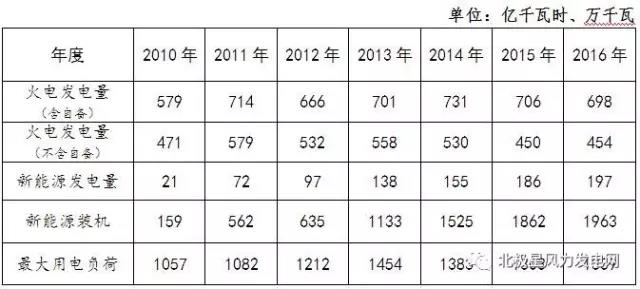 单位：亿千瓦时、万千瓦
年度 2010 年 2011 年 2012 年 2013 年 2014 年 2015 年 2016 年
火电发电量 579 714 666 701 731 706 698
（含自备）
火电发电量 471 579 532 558 530 450 454
（不含自备）
新能源发电量 21 72 97 138 155 186 197
新能源装机 159 562 635 1133 1525 1862 1963
最大用电负荷 1057 1082 1212 1454
北极星风力发电网